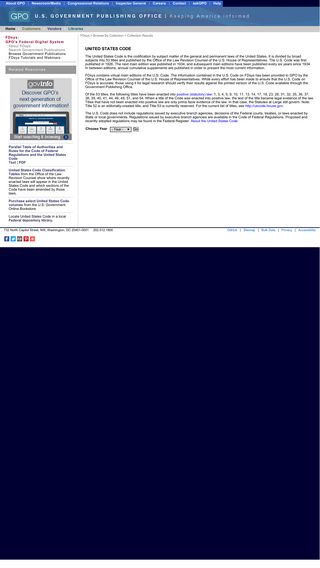 About GPO | Newsroom/Media | Congressional Relations | Inspector General | Careers | Contact | askGPO | Help
GPO U.S. GOVERNMENT PUBLISHING OFFICE | Keeping America Informed
Home Customers Vendors Libraries
FDsys:
GPO's Federal Digital System
About FDsys
Search Government Publications
Browse Government Publications
FDsys Tutorials and Webinars
Related Resources
govinfo
Discover GPO's
next generation of
government information!
Start searching & browsing
Parallel Table of Authorities and
Rules for the Code of Federal
Regulations and the United States
Code
Text | PDF
United States Code Classification
Tables from the Office of the Law
Revision Counsel show where recently
enacted laws will appear in the United
States Code and which sections of the
Code have been amended by those
laws.
Purchase select United States Code
volumes from the U.S. Government
Online Bookstore.
Locate United States Code in a local
Federal depository library.
FDsys > Browse By Collection > Collection Results
UNITED STATES CODE
The United States Code is the codification by subject matter of the general and permanent laws of the United States. It is divided by broad
subjects into 53 titles and published by the Office of the Law Revision Counsel of the U.S. House of Representatives. The U.S. Code was first
published in 1926. The next main edition was published in 1934, and subsequent main editions have been published every six years since 1934.
In between editions, annual cumulative supplements are published in order to present the most current information.
FDsys contains virtual main editions of the U.S. Code. The information contained in the U.S. Code on FDsys has been provided to GPO by the
Office of the Law Revision Counsel of the U.S. House of Representatives. While every effort has been made to ensure that the U.S. Code on
FDsys is accurate, those using it for legal research should verify their results against the printed version of the U.S. Code available through the
Government Publishing Office.
Of the 53 titles, the following titles have been enacted into positive (statutory) law: 1, 3, 4, 5, 9, 10, 11, 13, 14, 17, 18, 23, 28, 31, 32, 35, 36, 37,
38, 39, 40, 41, 44, 46, 49, 51, and 54. When a title of the Code was enacted into positive law, the text of the title became legal evidence of the law.
Titles that have not been enacted into positive law are only prima facie evidence of the law. In that case, the Statutes at Large still govern. Note:
Title 52 is an editorially-created title, and Title 53 is currently reserved. For the current list of titles, see http://uscode.house.gov.
The U.S. Code does not include regulations issued by executive branch agencies, decisions of the Federal courts, treaties, or laws enacted by
State or local governments. Regulations issued by executive branch agencies are available in the Code of Federal Regulations. Proposed and
recently adopted regulations may be found in the Federal Register. About the United States Code.
Choose Year: --Year-- Go
732 North Capitol Street, NW, Washington, DC 20401-0001 202.512.1800
GitHub | Sitemap | Bulk Data | Privacy | Accessibility